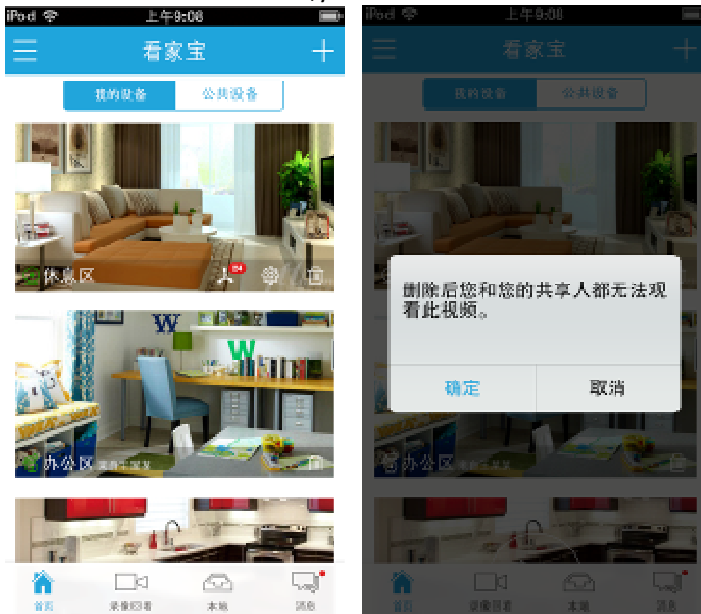 iPod 上午9:08
看家宝
我的设备 公共设备
休息区
W
W
办公区
首页 录像回看 本地 消息
iPod 上午9:08
看家宝
我的设备 公共设备
删除后您和您的共享人都无法观
看此视频。
确定 取消
办公区
首页 录像回看 本地 消息